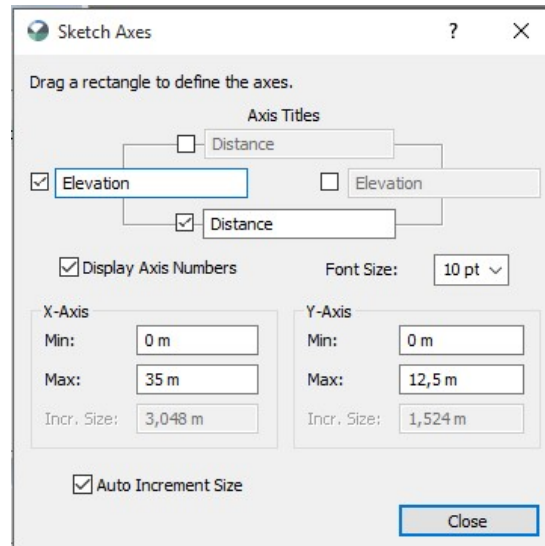 Sketch Axes ?
Drag a rectangle to define the axes.
Axis Titles
Distance
Elevation Elevation
Distance
Display Axis Numbers Font Size: 10 pt
X-Axis Y-Axis
Min: 0 m Min: 0 m
Max: 35 m Max: 12,5 m
Incr. Size: 3,048 m Incr. Size: 1,524 m
Auto Increment Size
Close